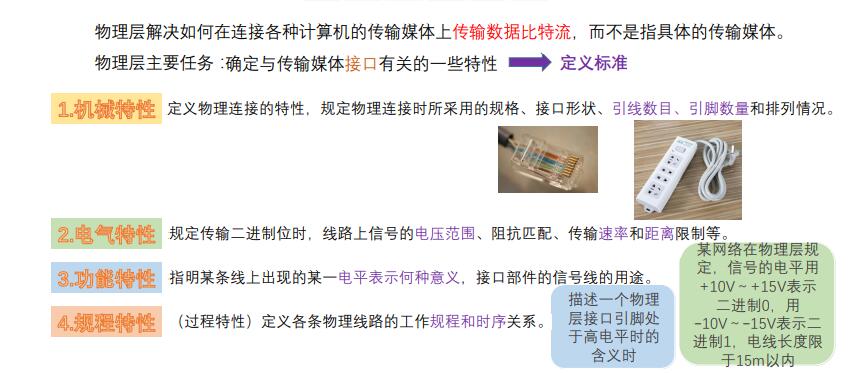 物理层解决如何在连接各种计算机的传输媒体上传输数据比特流，而不是指具体的传输媒体。
物理层主要任务：确定与传输媒体接口有关的一些特性 定义标准
1.机械特性 定义物理连接的特性，规定物理连接时所采用的规格、接口形状、引线数目、引脚数量和排列情况。
2.电气特性 规定传输二进制位时，线路上信号的电压范围、阻抗匹配、传输速率和距离限制等。
3.功能特性 指明某条线上出现的某一电平表示何种意义，接口部件的信号线的用途。
4.规程特性 （过程特性）定义各条物理线路的工作规程和时序关系。
描述一个物理
层接口引脚处
于高电平时的
含义时
某网络在物理层规
定，信号的电平用
+10V～+15V表示
二进制0，用
−10V～−15V表示二
进制1，电线长度限
于15m以内